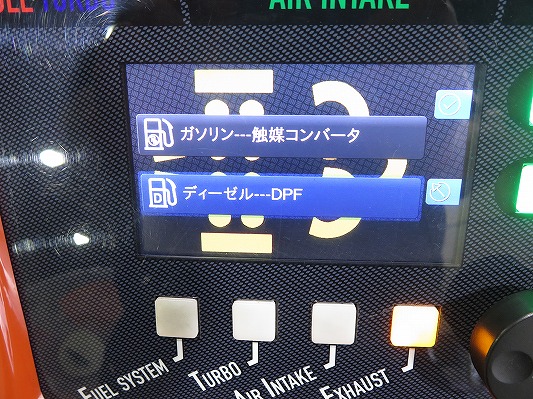 TURBO
AIR INTAKE
ガソリン---触媒コンバータ
D ディーゼル---DPF
FUEL SYSTEM
TURBO
AIR INTAKE
EXHAUST